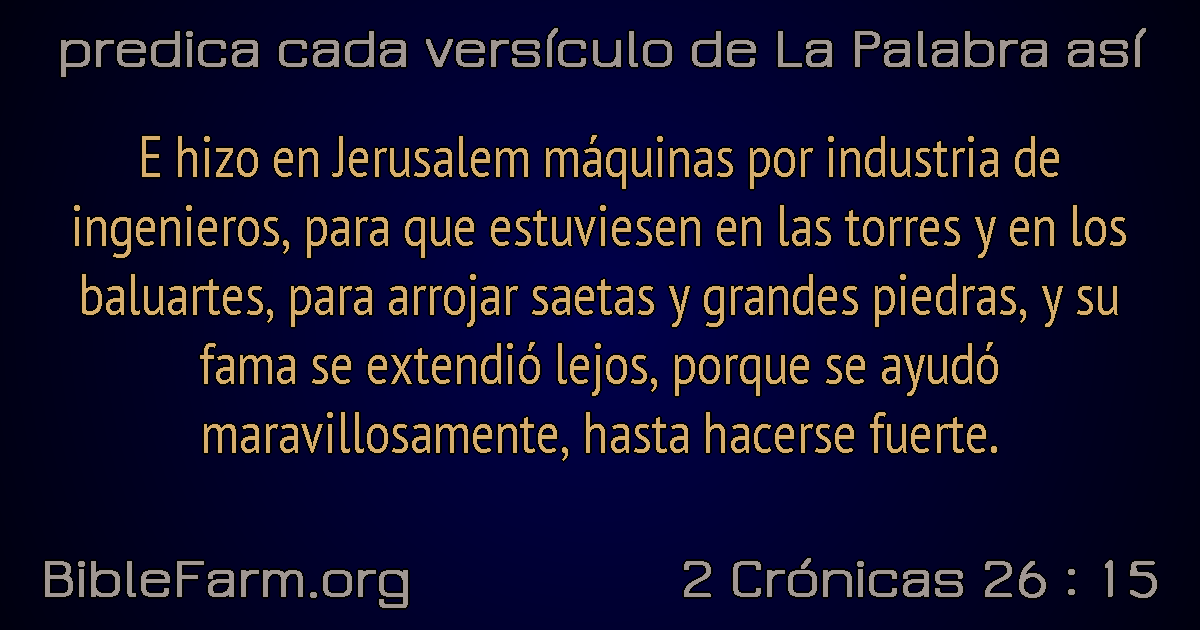 predica cada versículo de La Palabra así
E hizo en Jerusalem máquinas por industria de
ingenieros, para que estuviesen en las torres y en los
baluartes, para arrojar saetas y grandes piedras, y su
fama se extendió lejos, porque se ayudó
maravillosamente, hasta hacerse fuerte.
BibleFarm.org
2 Crónicas 26 : 15